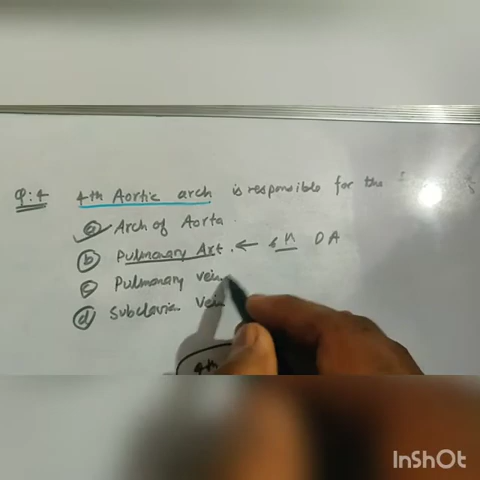 Q:4 4th Aortic arch is responsible for the
ⓐ Arch of Aorta
ⓑ Pulmonary Art. ← DA
ⓒ Pulmonary vein
ⓓ Subclavian Vein
4th
InShOt